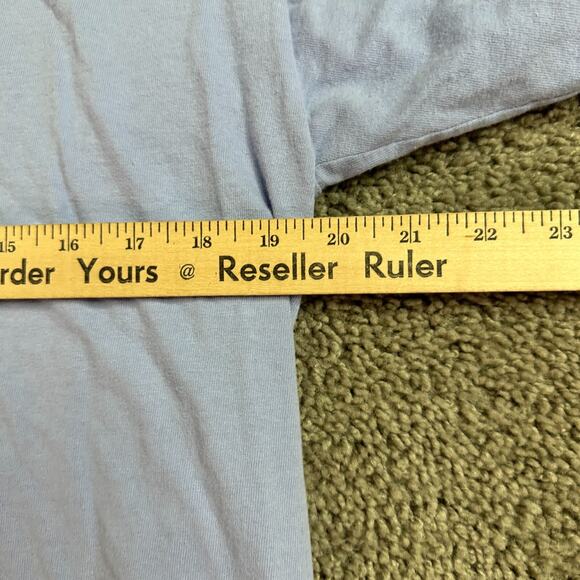 15 16 17 18 19 20 21 22 23
rder Yours @ Reseller Ruler